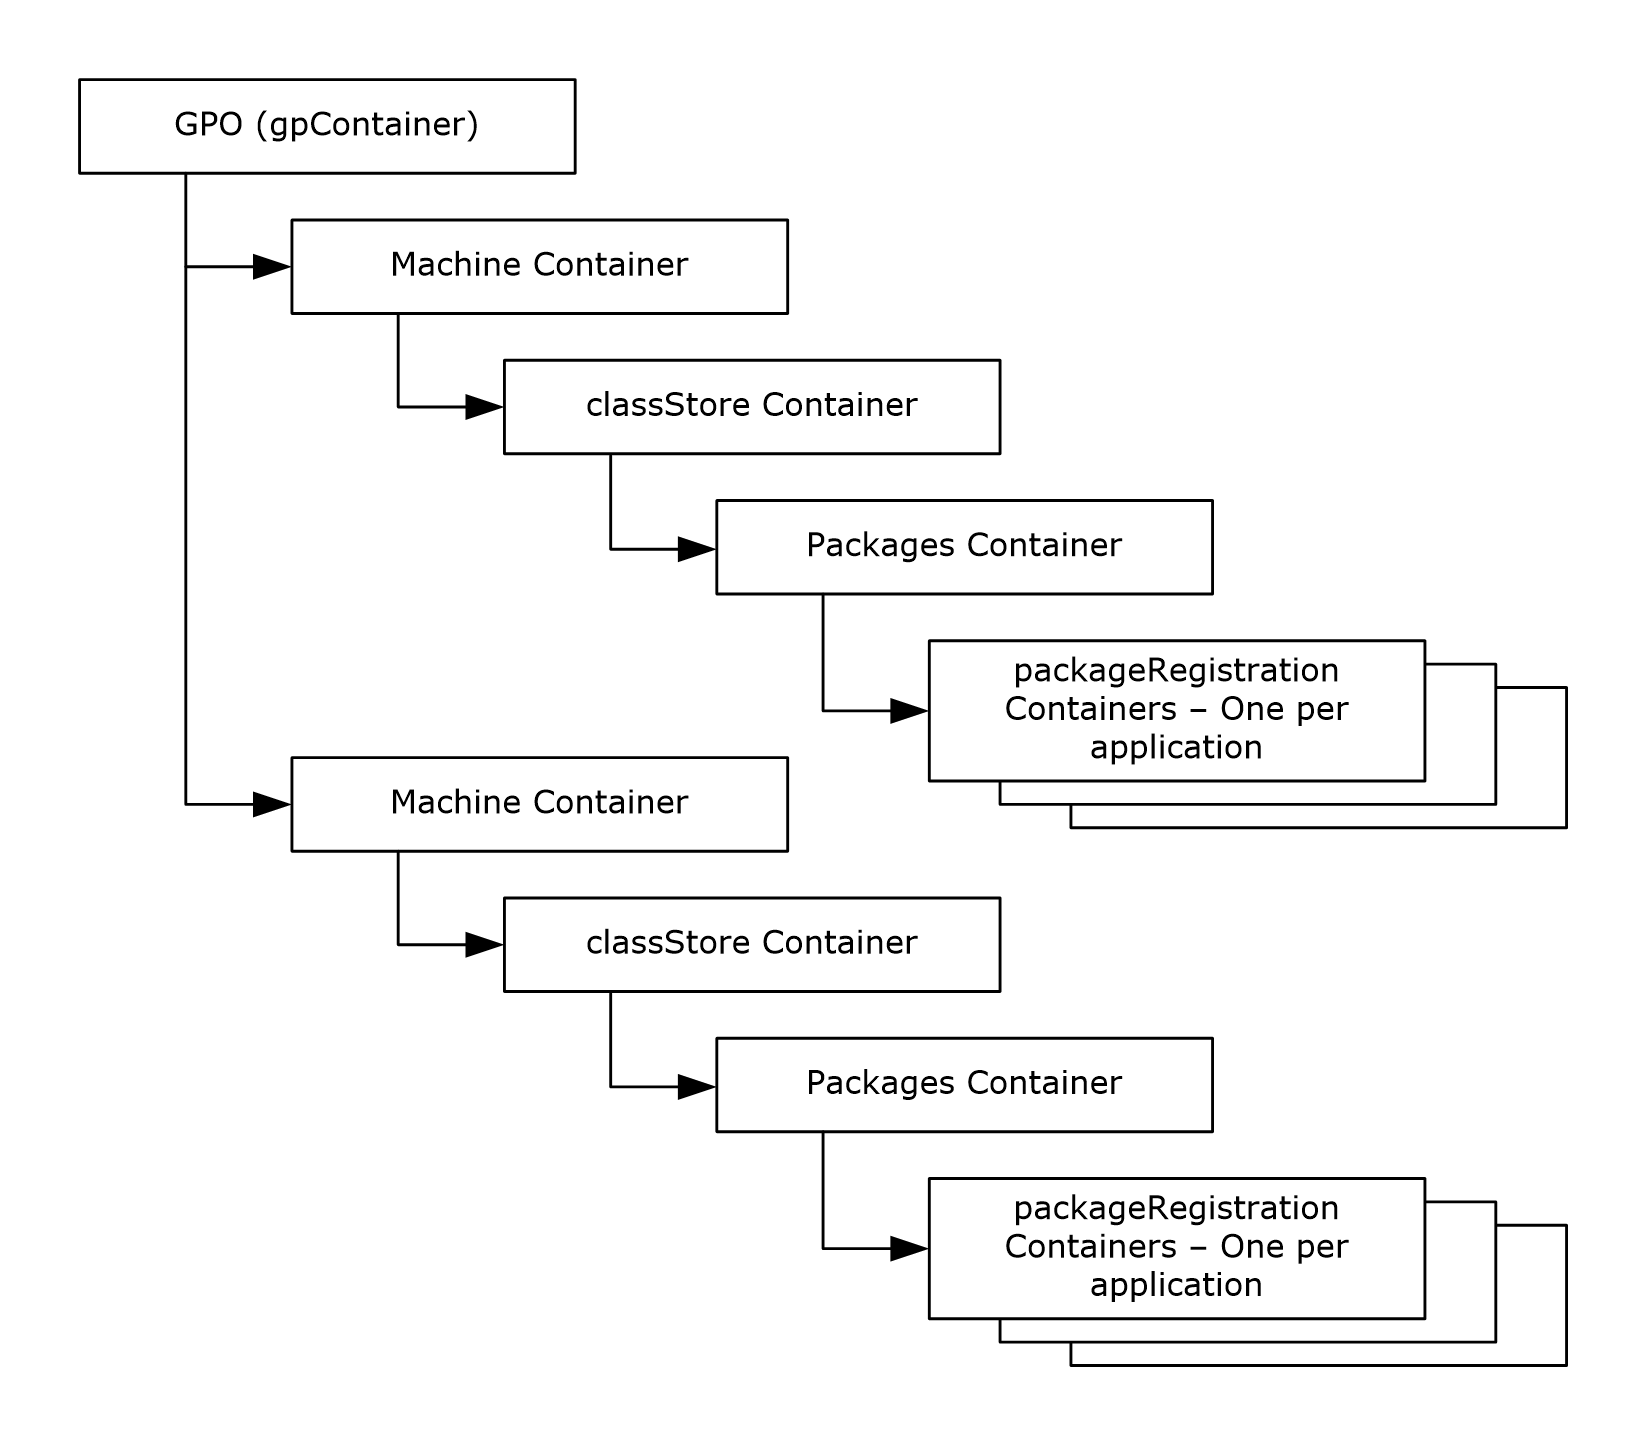 GPO (gpContainer)
Machine Container
classStore Container
Packages Container
packageRegistration
Containers – One per
application
Machine Container
classStore Container
Packages Container
packageRegistration
Containers – One per
application